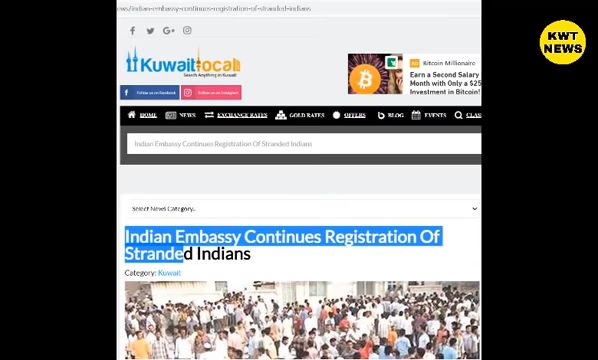 ews/indian-embassy-continues-registration-of-stranded-indians
KWT
NEWS
Kuwaitlocal
Search Anything in Kuwait
Follow us on Facebook
Follow us on Instagram
Ad Bitcoin Millionaire
Earn a Second Salary
Month with Only a $25
Investment in Bitcoin!
HOME NEWS EXCHANGE RATES GOLD RATES OFFERS BLOG EVENTS CLAS
Indian Embassy Continues Registration Of Stranded Indians
Select News Category..
Indian Embassy Continues Registration Of
Stranded Indians
Category: Kuwait